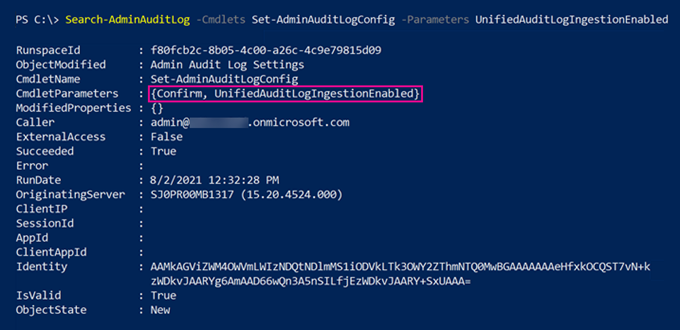 PS C:\> Search-AdminAuditLog -Cmdlets Set-AdminAuditLogConfig -Parameters UnifiedAuditLogIngestionEnabled
RunspaceId : f80fcb2c-8b05-4c00-a26c-4c9e79815d09
ObjectModified : Admin Audit Log Settings
CmdletName : Set-AdminAuditLogConfig
CmdletParameters : {Confirm, UnifiedAuditLogIngestionEnabled}
ModifiedProperties : {}
Caller : admin@ .onmicrosoft.com
ExternalAccess : False
Succeeded : True
Error :
RunDate : 8/2/2021 12:32:28 PM
OriginatingServer : SJ0PR00MB1317 (15.20.4524.000)
ClientIP :
SessionId :
AppId :
ClientAppId :
Identity : AAMkAGViZWM4OWVmLWIzNDQtNDlmMS1iODVkLTk3OWY2ZThmNTQ0MwBGAAAAAAAeHfxkOCQST7vN+k
zWDkvJAARYg6AmAAD66wQn3A5nSILfjEzWDkvJAARY+SxUAAA=
IsValid : True
ObjectState : New